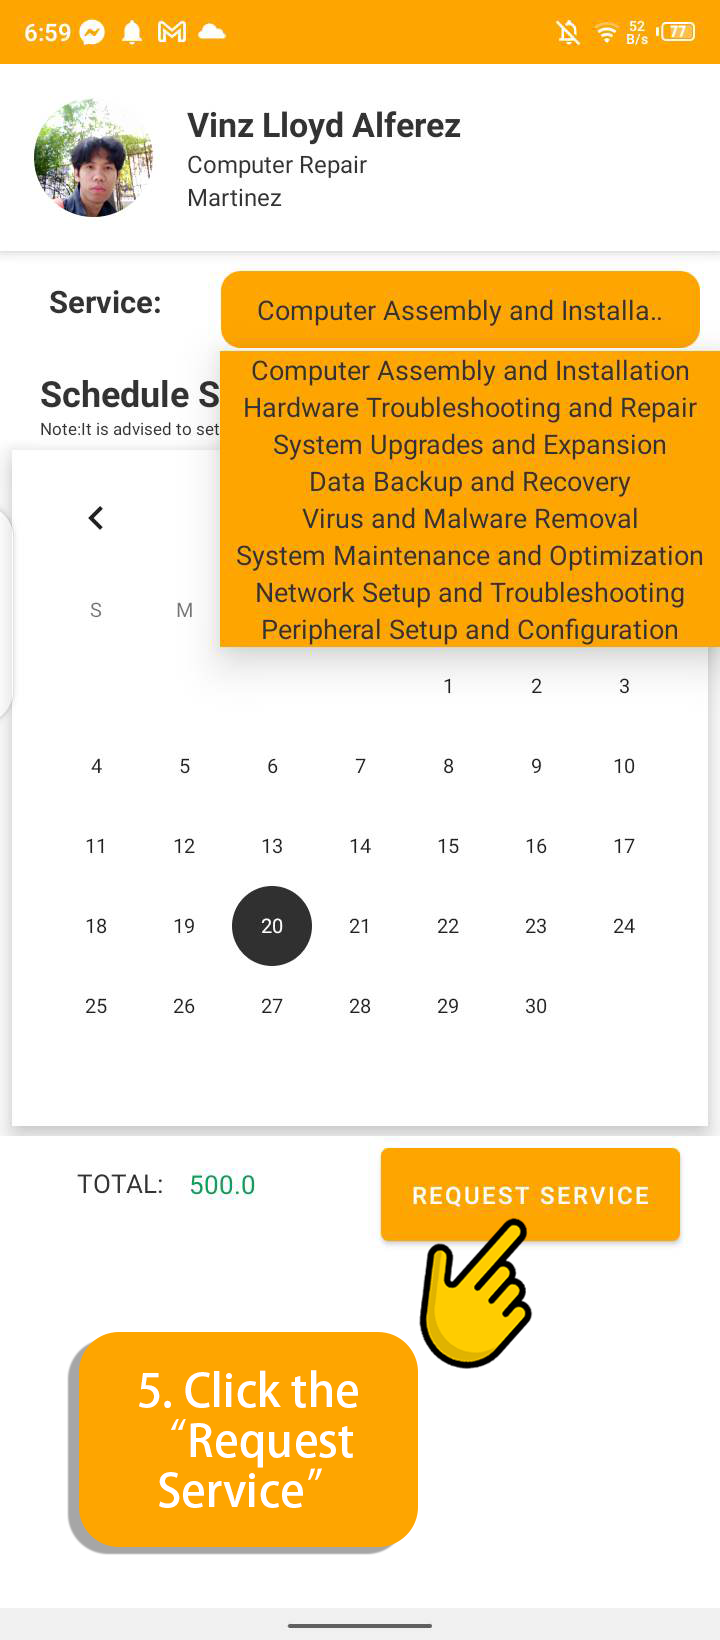 6:59
52
B/s
77
Vinz Lloyd Alferez
Computer Repair
Martinez
Service:
Computer Assembly and Installa..
Computer Assembly and Installation
Hardware Troubleshooting and Repair
System Upgrades and Expansion
Data Backup and Recovery
Virus and Malware Removal
System Maintenance and Optimization
Network Setup and Troubleshooting
Peripheral Setup and Configuration
Schedule S
Note:It is advised to set
S M
1 2 3
4 5 6 7 8 9 10
11 12 13 14 15 16 17
18 19 20 21 22 23 24
25 26 27 28 29 30
TOTAL: 500.0
REQUEST SERVICE
5. Click the
“Request
Service”